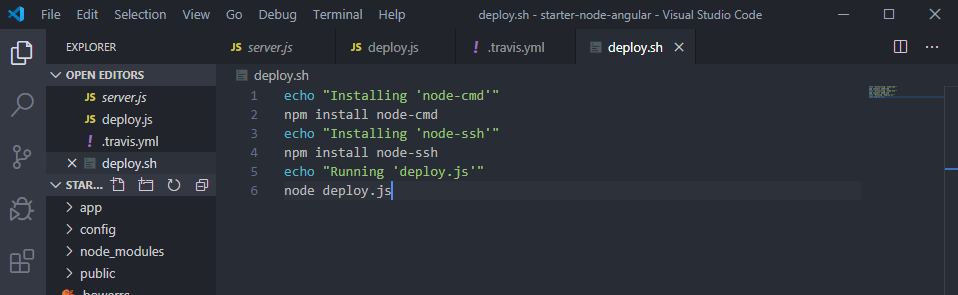 File Edit Selection View Go Debug Terminal Help deploy.sh - starter-node-angular - Visual Studio Code
EXPLORER
JS server.js JS deploy.js ! .travis.yml deploy.sh
OPEN EDITORS
JS server.js
JS deploy.js
! .travis.yml
deploy.sh
STAR...
app
config
node_modules
public
deploy.sh
1 echo "Installing 'node-cmd'"
2 npm install node-cmd
3 echo "Installing 'node-ssh'"
4 npm install node-ssh
5 echo "Running 'deploy.js'"
6 node deploy.js